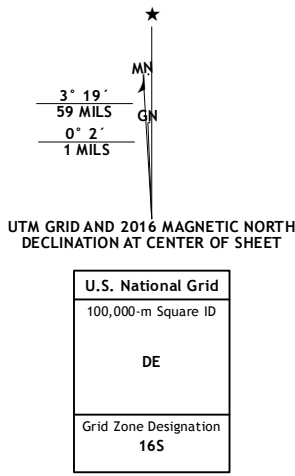 MN
3° 19´
59 MILS
GN
0° 2´
1 MILS
UTM GRID AND 2016 MAGNETIC NORTH
DECLINATION AT CENTER OF SHEET
U.S. National Grid
100,000-m Square ID
DE
Grid Zone Designation
16S